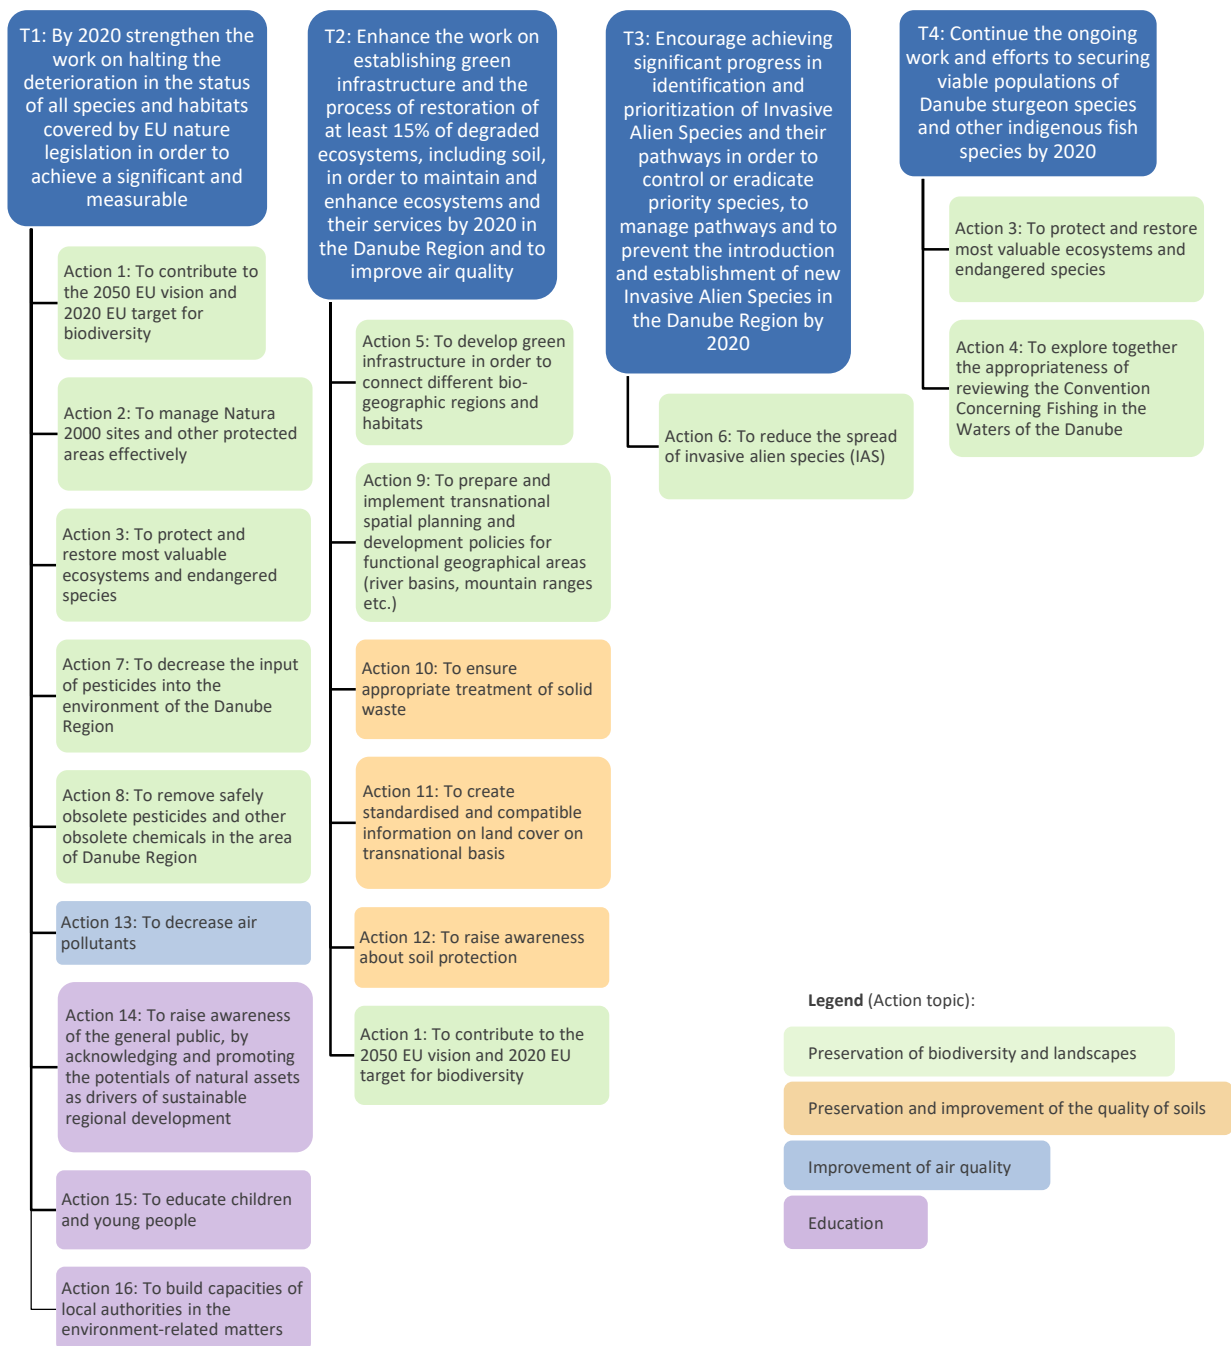 T1: By 2020 strengthen the
work on halting the
deterioration in the status
of all species and habitats
covered by EU nature
legislation in order to
achieve a significant and
measurable
Action 1: To contribute to
the 2050 EU vision and
2020 EU target for
biodiversity
Action 2: To manage Natura
2000 sites and other protected
areas effectively
Action 3: To protect and
restore most valuable
ecosystems and endangered
species
Action 7: To decrease the input
of pesticides into the
environment of the Danube
Region
Action 8: To remove safely
obsolete pesticides and other
obsolete chemicals in the area
of Danube Region
Action 13: To decrease air
pollutants
Action 14: To raise awareness
of the general public, by
acknowledging and promoting
the potentials of natural assets
as drivers of sustainable
regional development
Action 15: To educate children
and young people
Action 16: To build capacities of
local authorities in the
environment-related matters
T2: Enhance the work on
establishing green
infrastructure and the
process of restoration of
at least 15% of degraded
ecosystems, including soil,
in order to maintain and
enhance ecosystems and
their services by 2020 in
the Danube Region and to
improve air quality
Action 5: To develop green
infrastructure in order to
connect different bio-
geographic regions and
habitats
Action 9: To prepare and
implement transnational
spatial planning and
development policies for
functional geographical areas
(river basins, mountain ranges
etc.)
Action 10: To ensure
appropriate treatment of solid
waste
Action 11: To create
standardised and compatible
information on land cover on
transnational basis
Action 12: To raise awareness
about soil protection
Action 1: To contribute to the
2050 EU vision and 2020 EU
target for biodiversity
T3: Encourage achieving
significant progress in
identification and
prioritization of Invasive
Alien Species and their
pathways in order to
control or eradicate
priority species, to
manage pathways and to
prevent the introduction
and establishment of new
Invasive Alien Species in
the Danube Region by
2020
Action 6: To reduce the spread
of invasive alien species (IAS)
T4: Continue the ongoing
work and efforts to securing
viable populations of
Danube sturgeon species
and other indigenous fish
species by 2020
Action 3: To protect and restore
most valuable ecosystems and
endangered species
Action 4: To explore together
the appropriateness of
reviewing the Convention
Concerning Fishing in the
Waters of the Danube
Legend (Action topic):
Preservation of biodiversity and landscapes
Preservation and improvement of the quality of soils
Improvement of air quality
Education